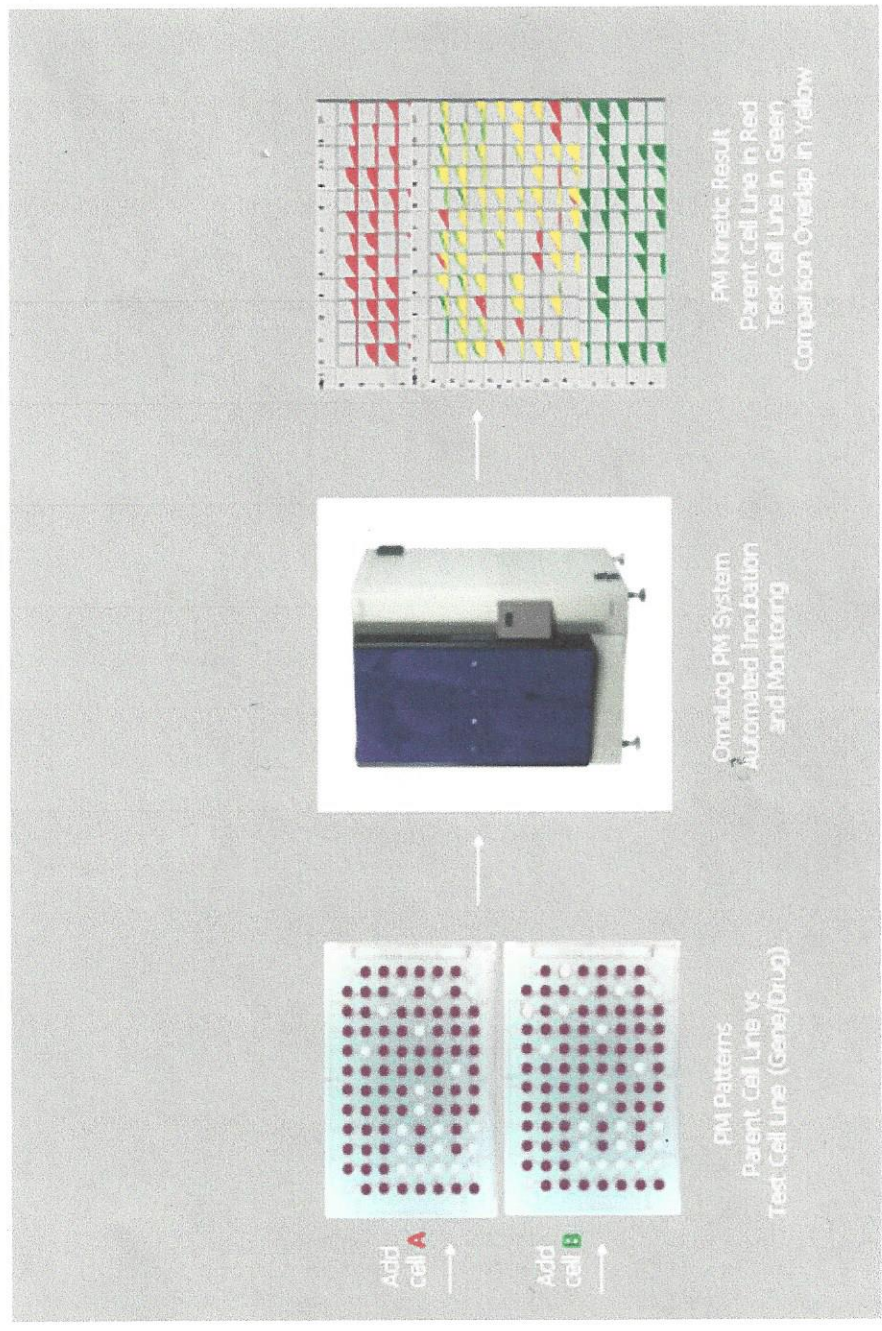 Add
cell A
Add
cell B
PM Patterns
Parent Cell Line vs
Test Cell Line (Gene/Drug)
OmniLog PM System
Automated Incubation
and Monitoring
PM Kinetic Result
Parent Cell Line in Red
Test Cell Line in Green
Comparison Overlap in Yellow